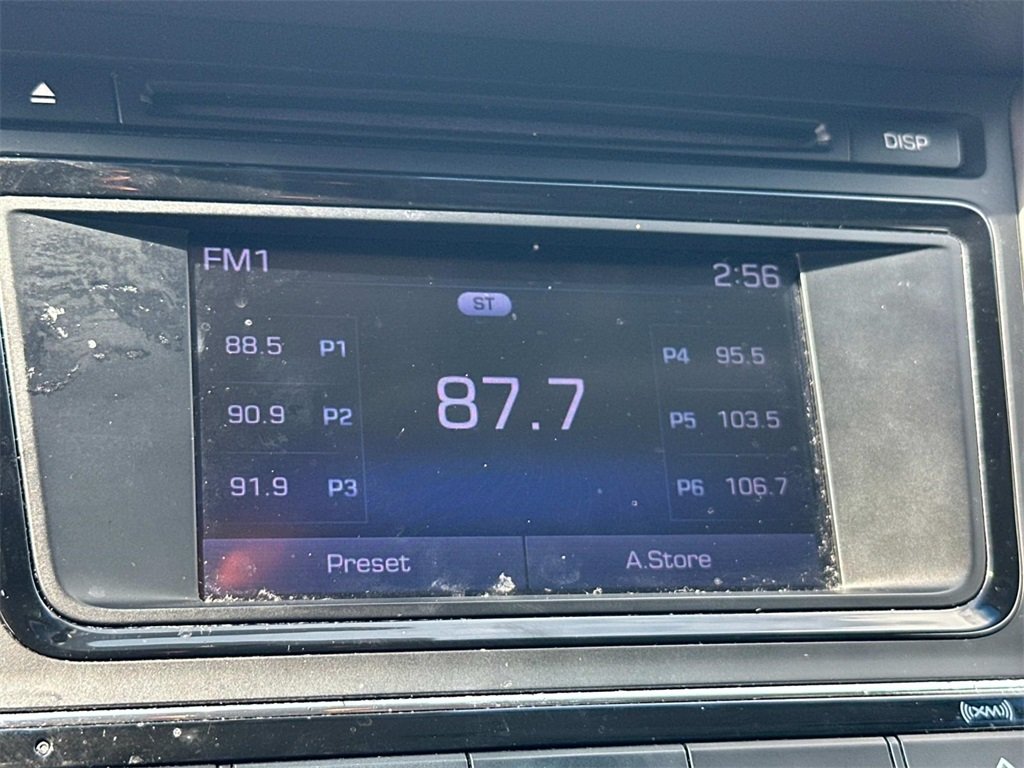 DISP
FM1 2:56
ST
88.5 P1
90.9 P2
91.9 P3
87.7
P4 95.5
P5 103.5
P6 106.7
Preset A.Store
XM